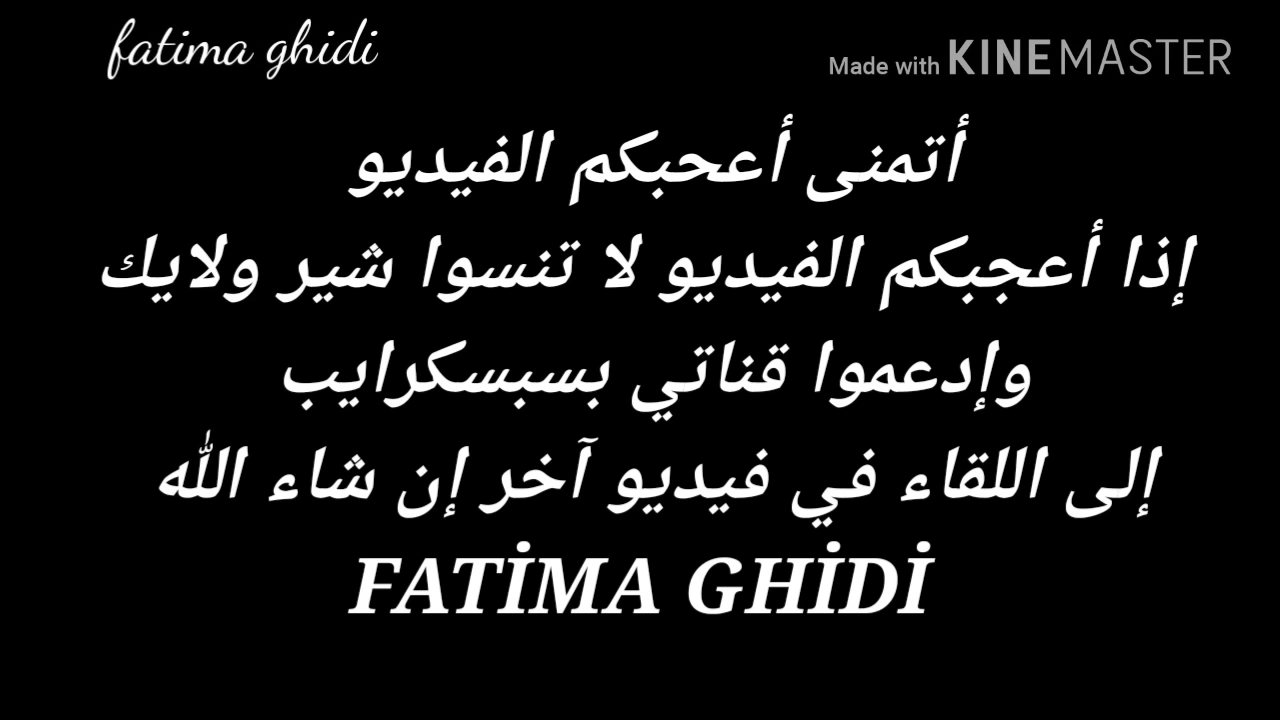 fatima ghidi
Made with KINEMASTER
أتمنى أعحبكم الفيديو
إذا أعجبكم الفيديو لا تنسوا شير ولايك
وإدعموا قناتي بسبسكرايب
إلى اللقاء في فيديو آخر إن شاء الله
FATİMA GHİDİ